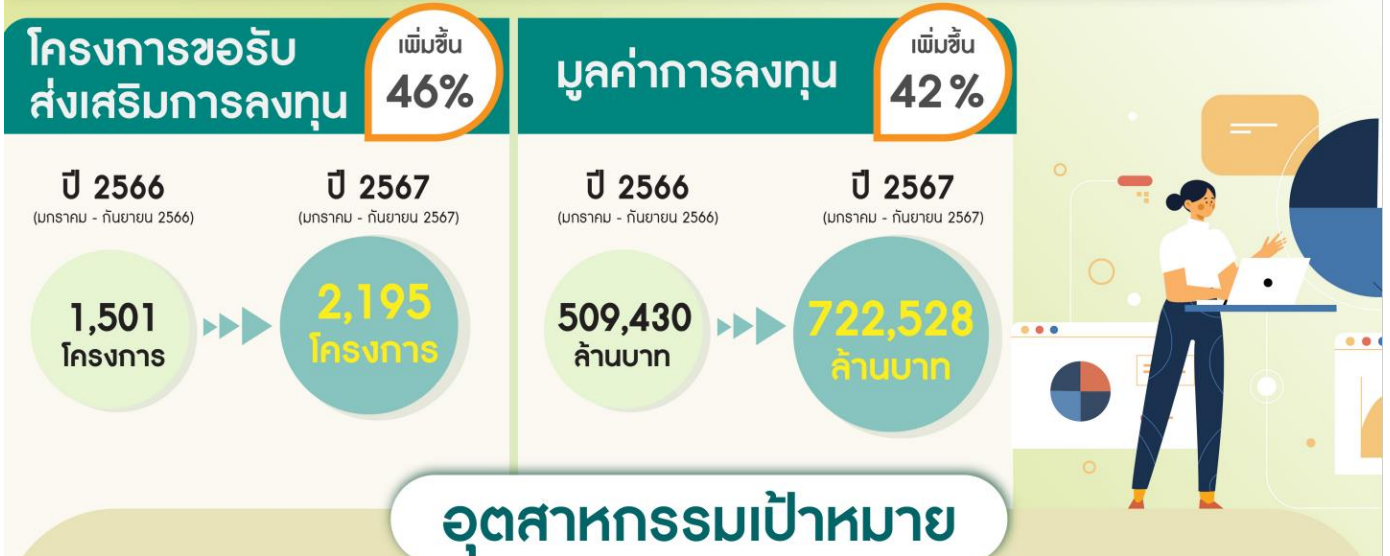 โครงการขอรับ
ส่งเสริมการลงทุน
เพิ่มขึ้น
46%
ปี 2566
(มกราคม - กันยายน 2566)
ปี 2567
(มกราคม - กันยายน 2567)
1,501
โครงการ
2,195
โครงการ
มูลค่าการลงทุน
เพิ่มขึ้น
42%
ปี 2566
(มกราคม - กันยายน 2566)
ปี 2567
(มกราคม - กันยายน 2567)
509,430
ล้านบาท
722,528
ล้านบาท
อุตสาหกรรมเป้าหมาย